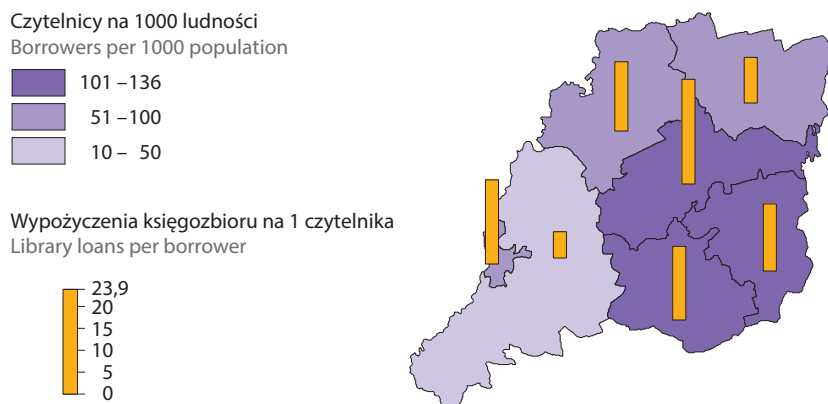 Czytelnicy na 1000 ludności
Borrowers per 1000 population
101 –136
51 –100
10 – 50
Wypożyczenia księgozbioru na 1 czytelnika
Library loans per borrower
23,9
20
15
10
5
0